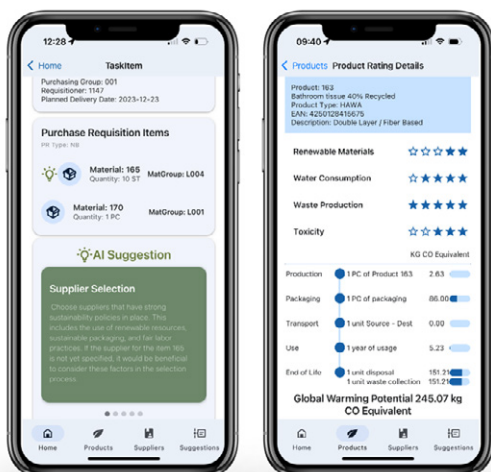 12:28
Home
TaskItem
Purchasing Group: 001
Requisitioner: 1147
Planned Delivery Date: 2023-12-23
Purchase Requisition Items
PR Type: NB
Material: 165
Quantity: 10 ST
MatGroup: L004
Material: 170
Quantity: 1 PC
MatGroup: L001
AI Suggestion
Supplier Selection
Choose suppliers that have strong
sustainability policies in place. This
includes the use of renewable resources,
sustainable packaging, and fair labor
practices. If the supplier for the item 165
is not yet specified, it would be beneficial
to consider these factors in the selection
process.
Home
Products
Suppliers
Suggestions
09:40
Products
Product Rating Details
Product: 163
Bathroom tissue 40% Recycled
Product Type: HAWA
EAN: 4250128415675
Description: Double Layer / Fiber Based
Renewable Materials
Water Consumption
Waste Production
Toxicity
KG CO Equivalent
Production 1 PC of Product 163 2.63
Packaging 1 PC of packaging .86.00
Transport 1 unit Source - Dest 0.00
Use 1 year of usage 5.23
End of Life 1 unit disposal 151.21
1 unit waste collection 151.21
Global Warming Potential 245.07 kg
CO Equivalent
Home
Products
Suppliers
Suggestions